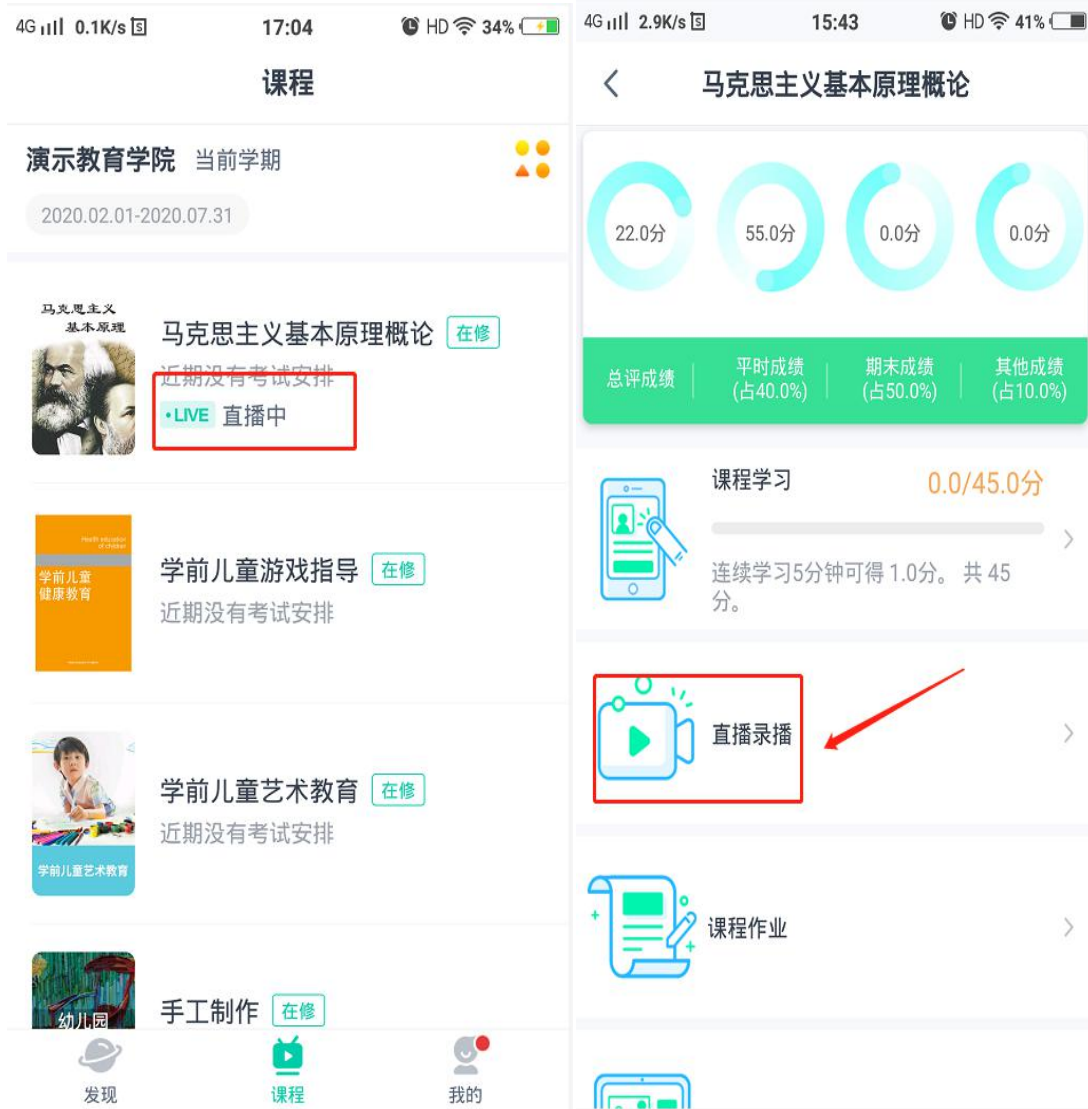 4G 0.1K/s 17:04 HD 34%
课程
演示教育学院 当前学期
2020.02.01-2020.07.31
马克思主义
基本原理
马克思主义基本原理概论 在修
近期没有考试安排
•LIVE 直播中
Health education
of children
学前儿童
健康教育
学前儿童游戏指导 在修
近期没有考试安排
学前儿童艺术教育 在修
近期没有考试安排
学前儿童艺术教育
手工制作 在修
幼儿园
发现 课程 我的
4G 2.9K/s 15:43 HD 41%
马克思主义基本原理概论
22.0分 55.0分 0.0分 0.0分
总评成绩 平时成绩 期末成绩 其他成绩
(占40.0%) (占50.0%) (占10.0%)
课程学习 0.0/45.0分
连续学习5分钟可得 1.0分。 共 45
分。
直播录播
课程作业